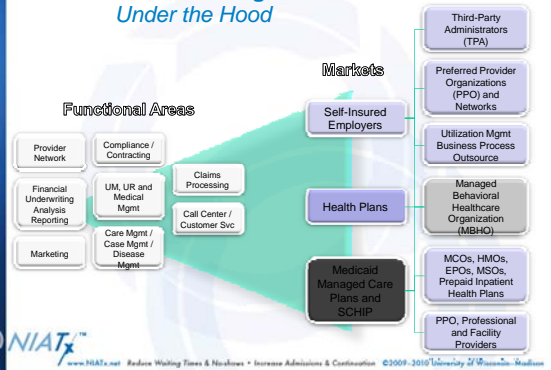 Under the Hood
Functional Areas
Provider
Network
Compliance /
Contracting
Financial
Underwriting
Analysis
Reporting
UM, UR and
Medical
Mgmt
Claims
Processing
Call Center /
Customer Svc
Marketing
Care Mgmt /
Case Mgmt /
Disease
Mgmt
Markets
Self-Insured
Employers
Health Plans
Medicaid
Managed Care
Plans and
SCHIP
Third-Party
Administrators
(TPA)
Preferred Provider
Organizations
(PPO) and
Networks
Utilization Mgmt
Business Process
Outsource
Managed
Behavioral
Healthcare
Organization
(MBHO)
MCOs, HMOs,
EPOs, MSOs,
Prepaid Inpatient
Health Plans
PPO, Professional
and Facility
Providers
NIATx™
www.NIATx.net Reduce Waiting Times & No-shows • Increase Admissions & Continuation ©2009-2010 University of Wisconsin-Madison